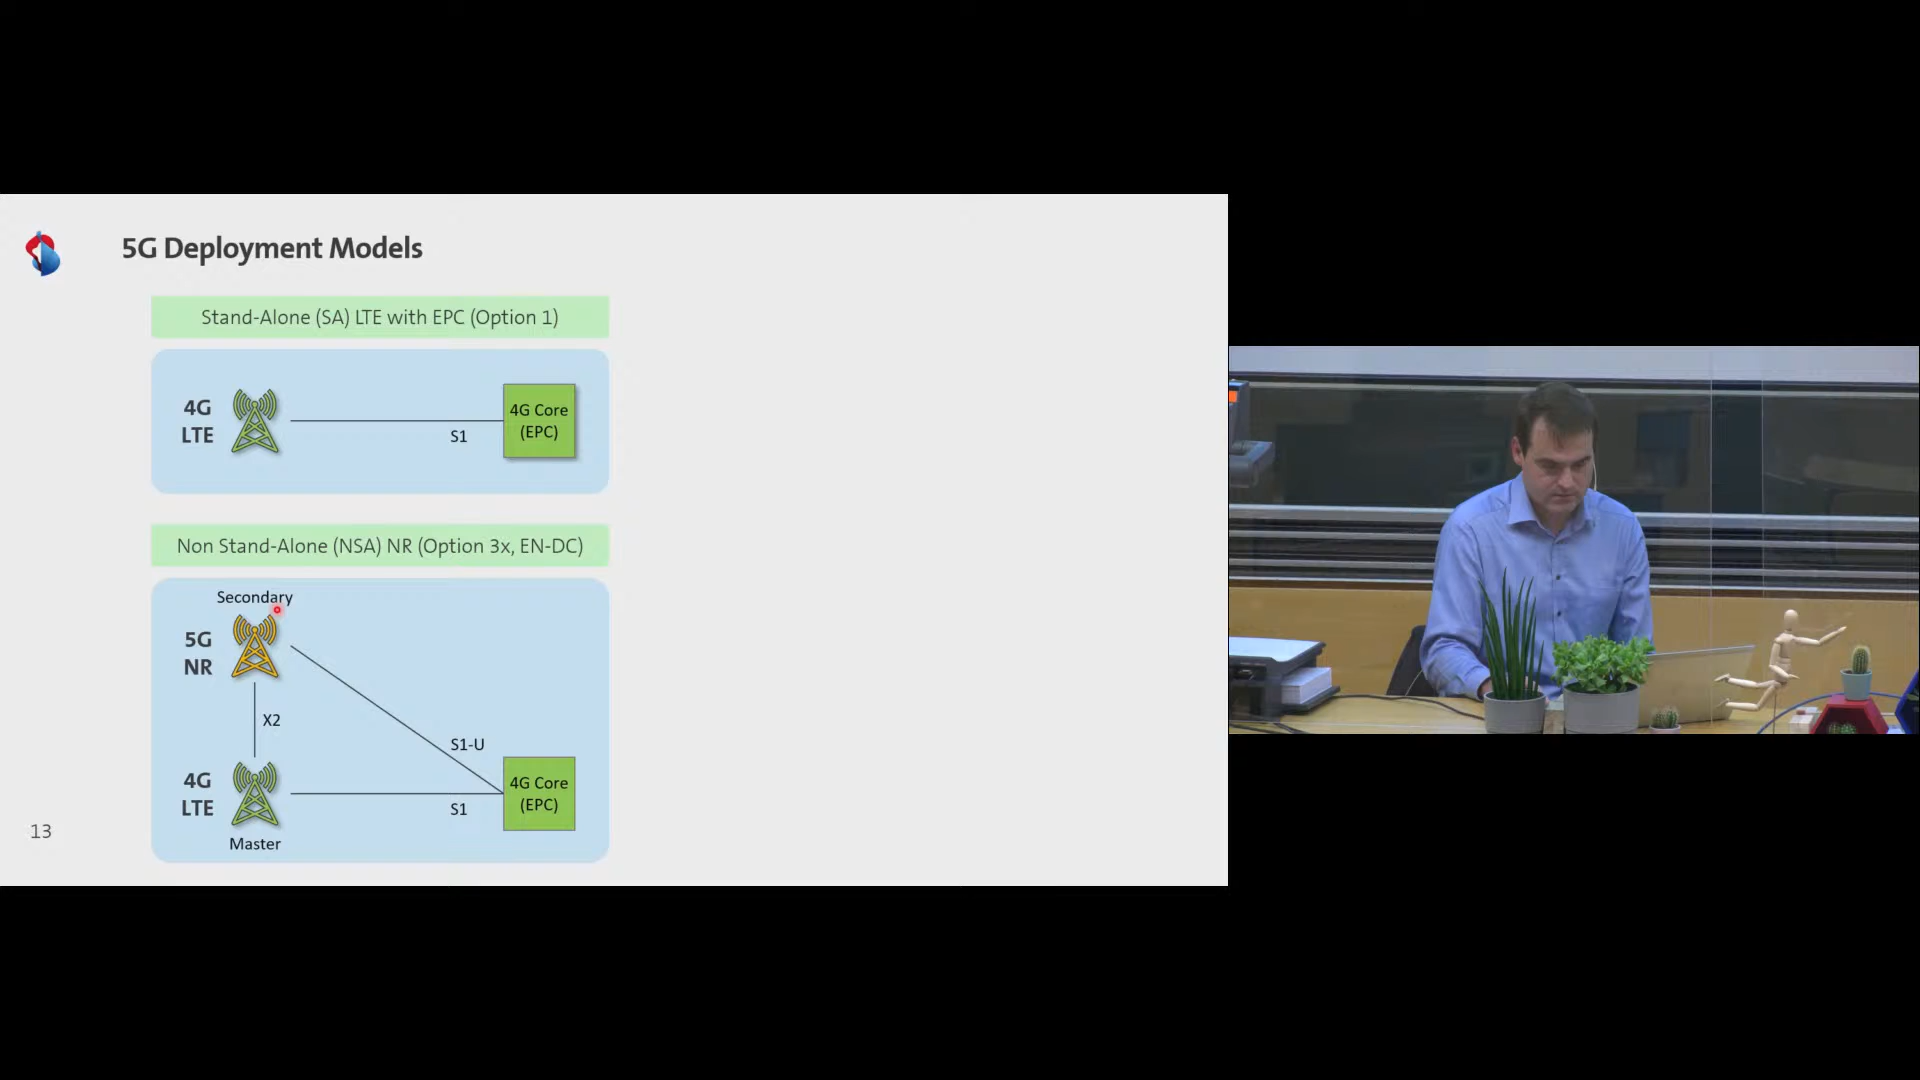 5G Deployment Models
Stand-Alone (SA) LTE with EPC (Option 1)
4G
LTE
S1
4G Core
(EPC)
Non Stand-Alone (NSA) NR (Option 3x, EN-DC)
Secondary
5G
NR
X2
S1-U
4G
LTE
S1
4G Core
(EPC)
Master
13